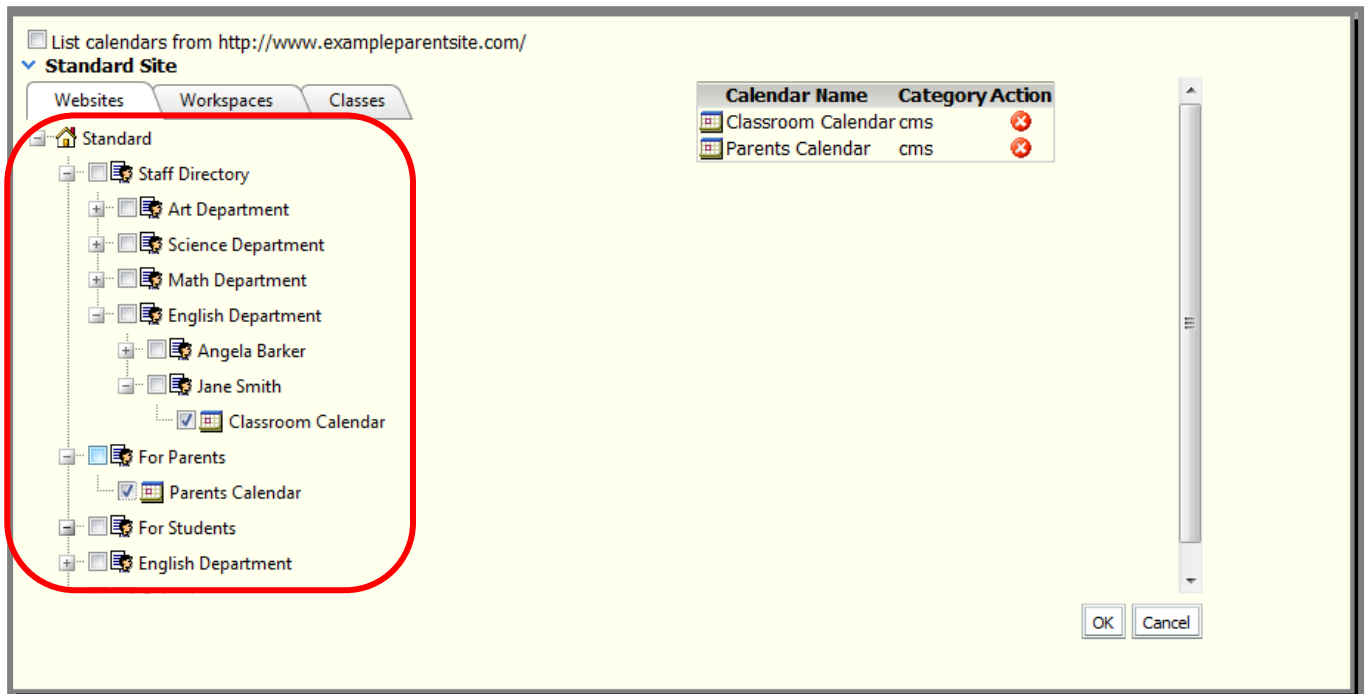 List calendars from http://www.exampleparentsite.com/
Standard Site
Websites Workspaces Classes
Standard
Staff Directory
Art Department
Science Department
Math Department
English Department
Angela Barker
Jane Smith
Classroom Calendar
For Parents
Parents Calendar
For Students
English Department
Calendar Name Category Action
Classroom Calendar cms
Parents Calendar cms
OK Cancel